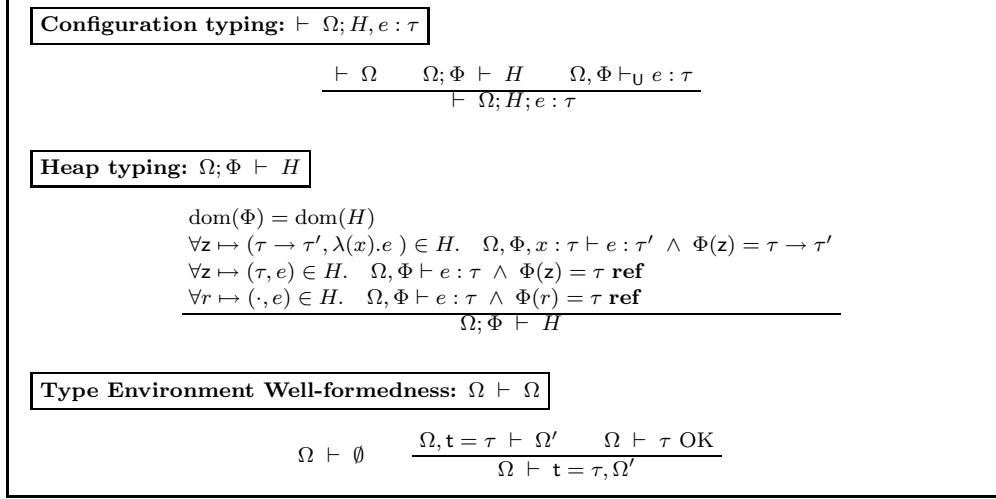 Configuration typing: ⊢ Ω; H, e : τ
⊢ Ω Ω; Φ ⊢ H Ω, Φ ⊢U e : τ
⊢ Ω; H; e : τ
Heap typing: Ω; Φ ⊢ H
dom(Φ) = dom(H)
∀z ↦ (τ → τ′, λ(x).e ) ∈ H. Ω, Φ, x : τ ⊢ e : τ′ ∧ Φ(z) = τ → τ′
∀z ↦ (τ, e) ∈ H. Ω, Φ ⊢ e : τ ∧ Φ(z) = τ ref
∀r ↦ (·, e) ∈ H. Ω, Φ ⊢ e : τ ∧ Φ(r) = τ ref
Ω; Φ ⊢ H
Type Environment Well-formedness: Ω ⊢ Ω
Ω, t = τ ⊢ Ω′ Ω ⊢ τ OK
Ω ⊢ ∅
Ω ⊢ t = τ, Ω′